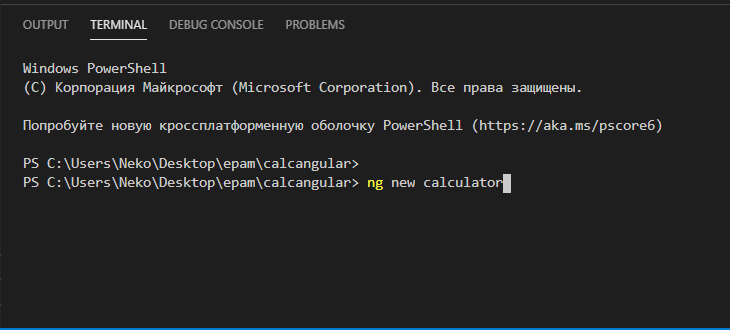 OUTPUT TERMINAL DEBUG CONSOLE PROBLEMS
Windows PowerShell
(C) Корпорация Майкрософт (Microsoft Corporation). Все права защищены.
Попробуйте новую кроссплатформенную оболочку PowerShell (https://aka.ms/pscore6)
PS C:\Users\Neko\Desktop\epam\calcangular>
PS C:\Users\Neko\Desktop\epam\calcangular> ng new calculator